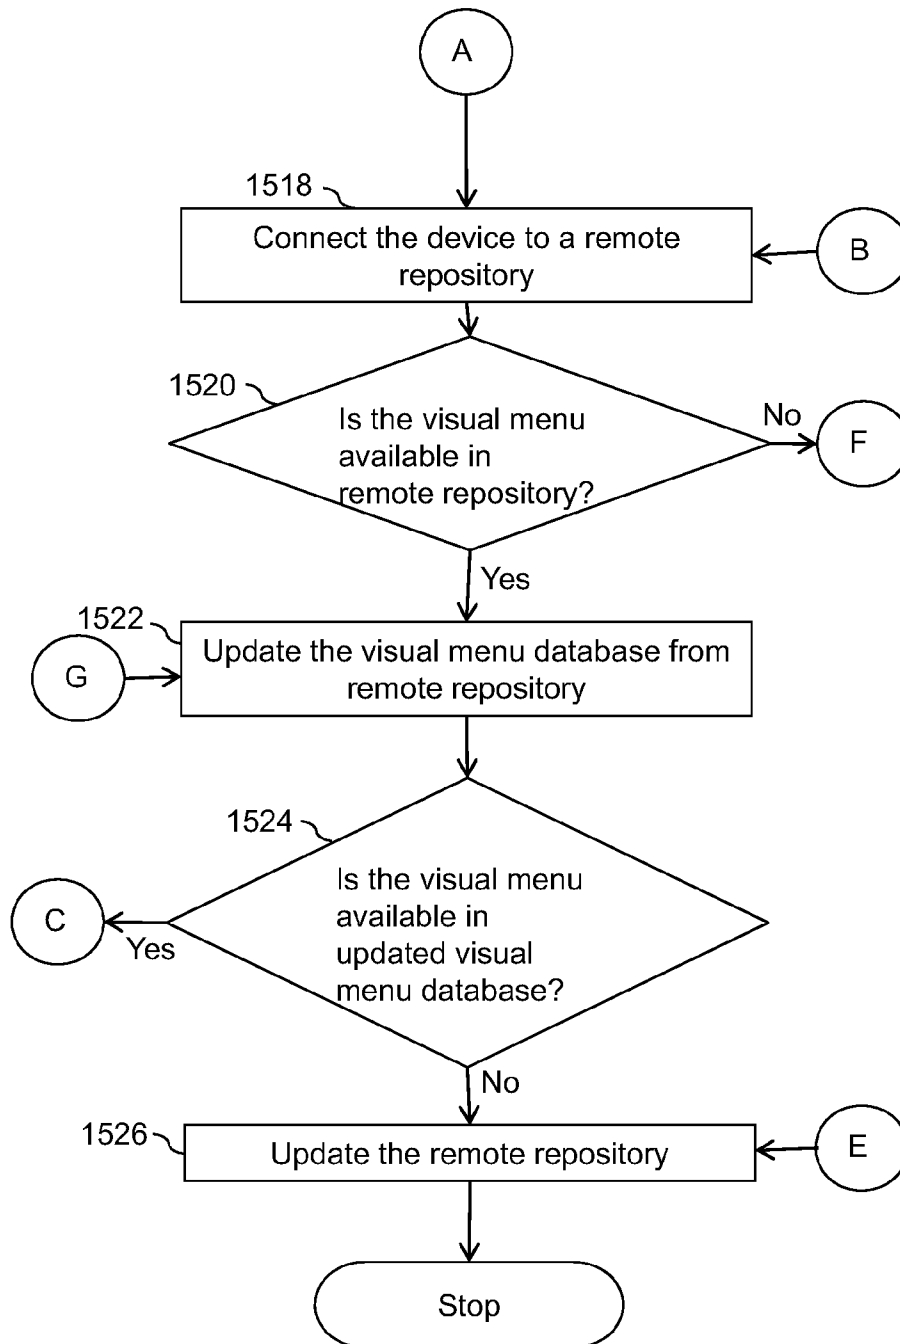 A
1518
Connect the device to a remote
repository
B
1520
Is the visual menu
available in
remote repository?
No
F
Yes
1522
Update the visual menu database from
remote repository
G
1524
Is the visual menu
available in
updated visual
menu database?
C
Yes
No
1526
Update the remote repository
E
Stop